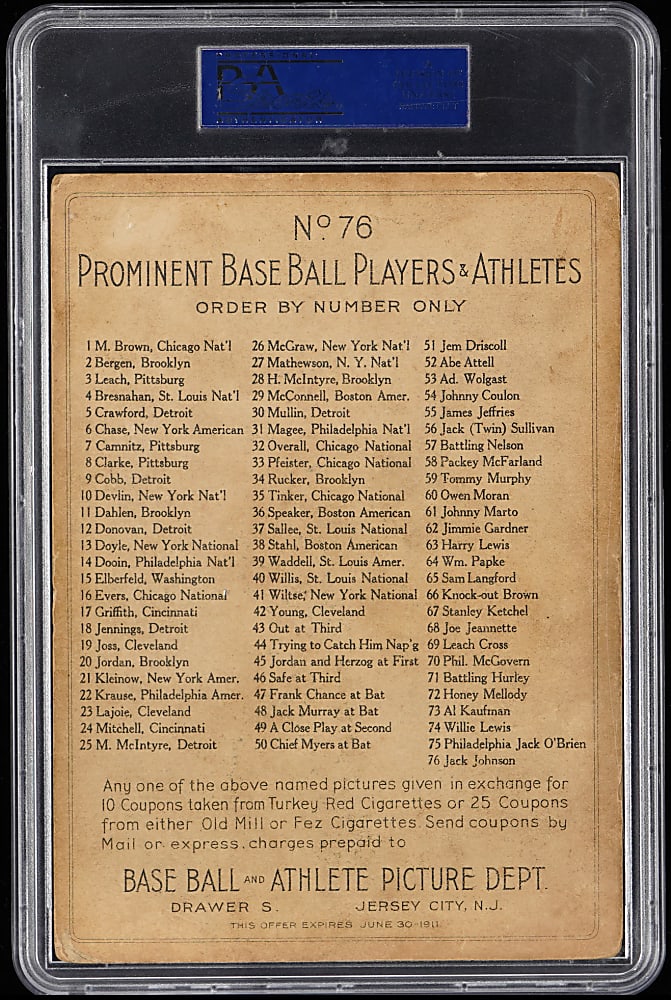 PSA
Nº 76
PROMINENT BASE BALL PLAYERS & ATHLETES
ORDER BY NUMBER ONLY
1 M. Brown, Chicago Nat'l
2 Bergen, Brooklyn
3 Leach, Pittsburg
4 Bresnahan, St. Louis Nat'l
5 Crawford, Detroit
6 Chase, New York American
7 Camnitz, Pittsburg
8 Clarke, Pittsburg
9 Cobb, Detroit
10 Devlin, New York Nat'l
11 Dahlen, Brooklyn
12 Donovan, Detroit
13 Doyle, New York National
14 Dooin, Philadelphia Nat'l
15 Elberfeld, Washington
16 Evers, Chicago National
17 Griffith, Cincinnati
18 Jennings, Detroit
19 Joss, Cleveland
20 Jordan, Brooklyn
21 Kleinow, New York Amer.
22 Krause, Philadelphia Amer.
23 Lajoie, Cleveland
24 Mitchell, Cincinnati
25 M. McIntyre, Detroit
26 McGraw, New York Nat'l
27 Mathewson, N. Y. Nat'l
28 H. McIntyre, Brooklyn
29 McConnell, Boston Amer.
30 Mullin, Detroit
31 Magee, Philadelphia Nat'l
32 Overall, Chicago National
33 Pfeister, Chicago National
34 Rucker, Brooklyn
35 Tinker, Chicago National
36 Speaker, Boston American
37 Sallee, St. Louis National
38 Stahl, Boston American
39 Waddell, St. Louis Amer.
40 Willis, St. Louis National
41 Wiltse, New York National
42 Young, Cleveland
43 Out at Third
44 Trying to Catch Him Nap'g
45 Jordan and Herzog at First
46 Safe at Third
47 Frank Chance at Bat
48 Jack Murray at Bat
49 A Close Play at Second
50 Chief Myers at Bat
51 Jem Driscoll
52 Abe Attell
53 Ad. Wolgast
54 Johnny Coulon
55 James Jeffries
56 Jack (Twin) Sullivan
57 Battling Nelson
58 Packey McFarland
59 Tommy Murphy
60 Owen Moran
61 Johnny Marto
62 Jimmie Gardner
63 Harry Lewis
64 Wm. Papke
65 Sam Langford
66 Knock-out Brown
67 Stanley Ketchel
68 Joe Jeannette
69 Leach Cross
70 Phil. McGovern
71 Battling Hurley
72 Honey Mellody
73 Al Kaufman
74 Willie Lewis
75 Philadelphia Jack O'Brien
76 Jack Johnson
Any one of the above named pictures given in exchange for
10 Coupons taken from Turkey Red Cigarettes or 25 Coupons
from either Old Mill or Fez Cigarettes. Send coupons by
Mail or express, charges prepaid to
BASE BALL AND ATHLETE PICTURE DEPT.
DRAWER S. JERSEY CITY, N.J.
THIS OFFER EXPIRES JUNE 30-1911.